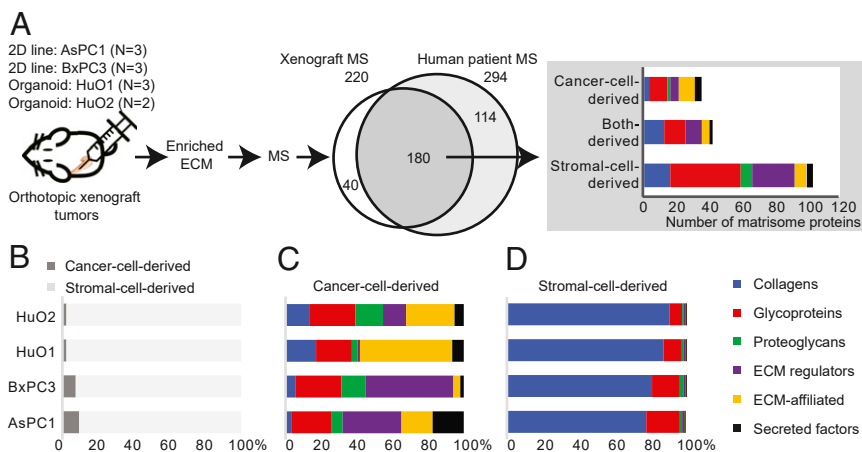 A
2D line: AsPC1 (N=3)
2D line: BxPC3 (N=3)
Organoid: HuO1 (N=3)
Organoid: HuO2 (N=2)
Orthotopic xenograft
tumors
Enriched
ECM
MS
Xenograft MS
220
Human patient MS
294
114
180
40
Cancer-cell-
derived
Both-
derived
Stromal-cell-
derived
0 20 40 60 80 100 120
Number of matrisome proteins
B
Cancer-cell-derived
Stromal-cell-derived
HuO2
HuO1
BxPC3
AsPC1
0 20 40 60 80 100%
C
Cancer-cell-derived
0 20 40 60 80 100%
D
Stromal-cell-derived
0 20 40 60 80 100%
Collagens
Glycoproteins
Proteoglycans
ECM regulators
ECM-affiliated
Secreted factors